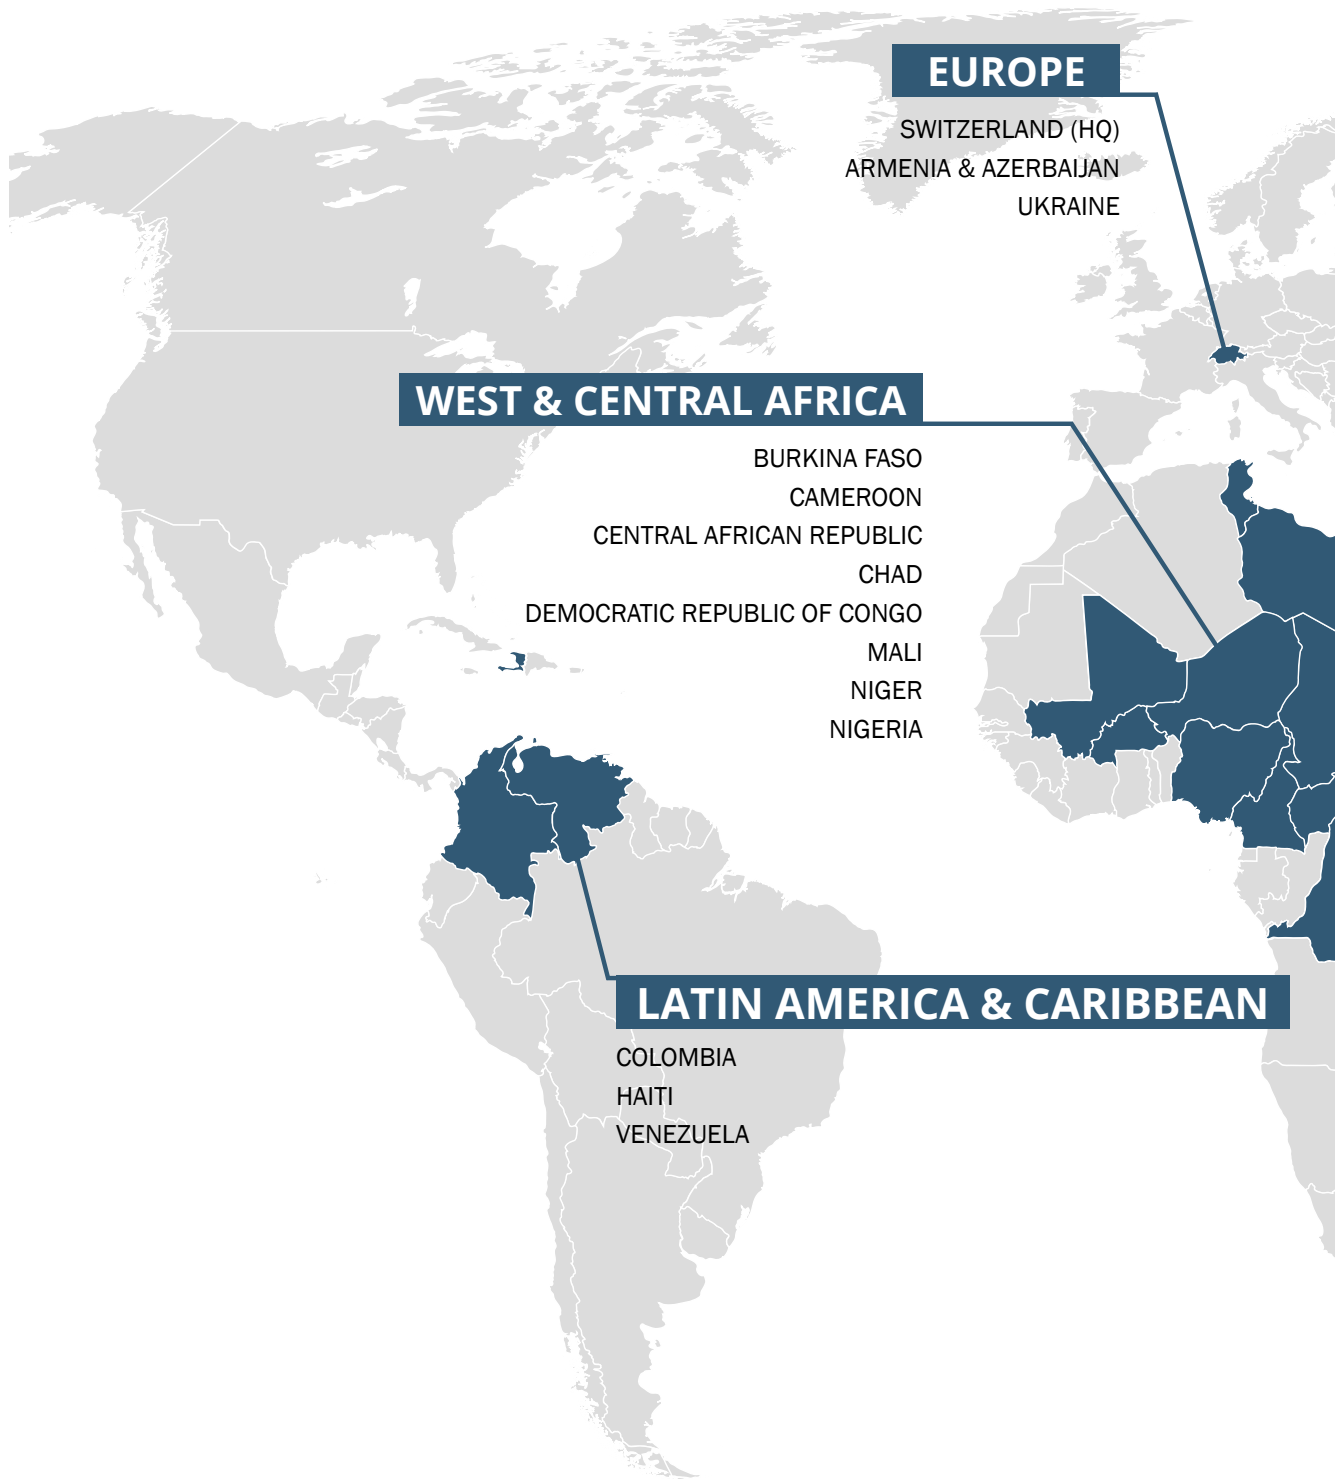 EUROPE
SWITZERLAND (HQ)
ARMENIA & AZERBAIJAN
UKRAINE
WEST & CENTRAL AFRICA
BURKINA FASO
CAMEROON
CENTRAL AFRICAN REPUBLIC
CHAD
DEMOCRATIC REPUBLIC OF CONGO
MALI
NIGER
NIGERIA
LATIN AMERICA & CARIBBEAN
COLOMBIA
HAITI
VENEZUELA